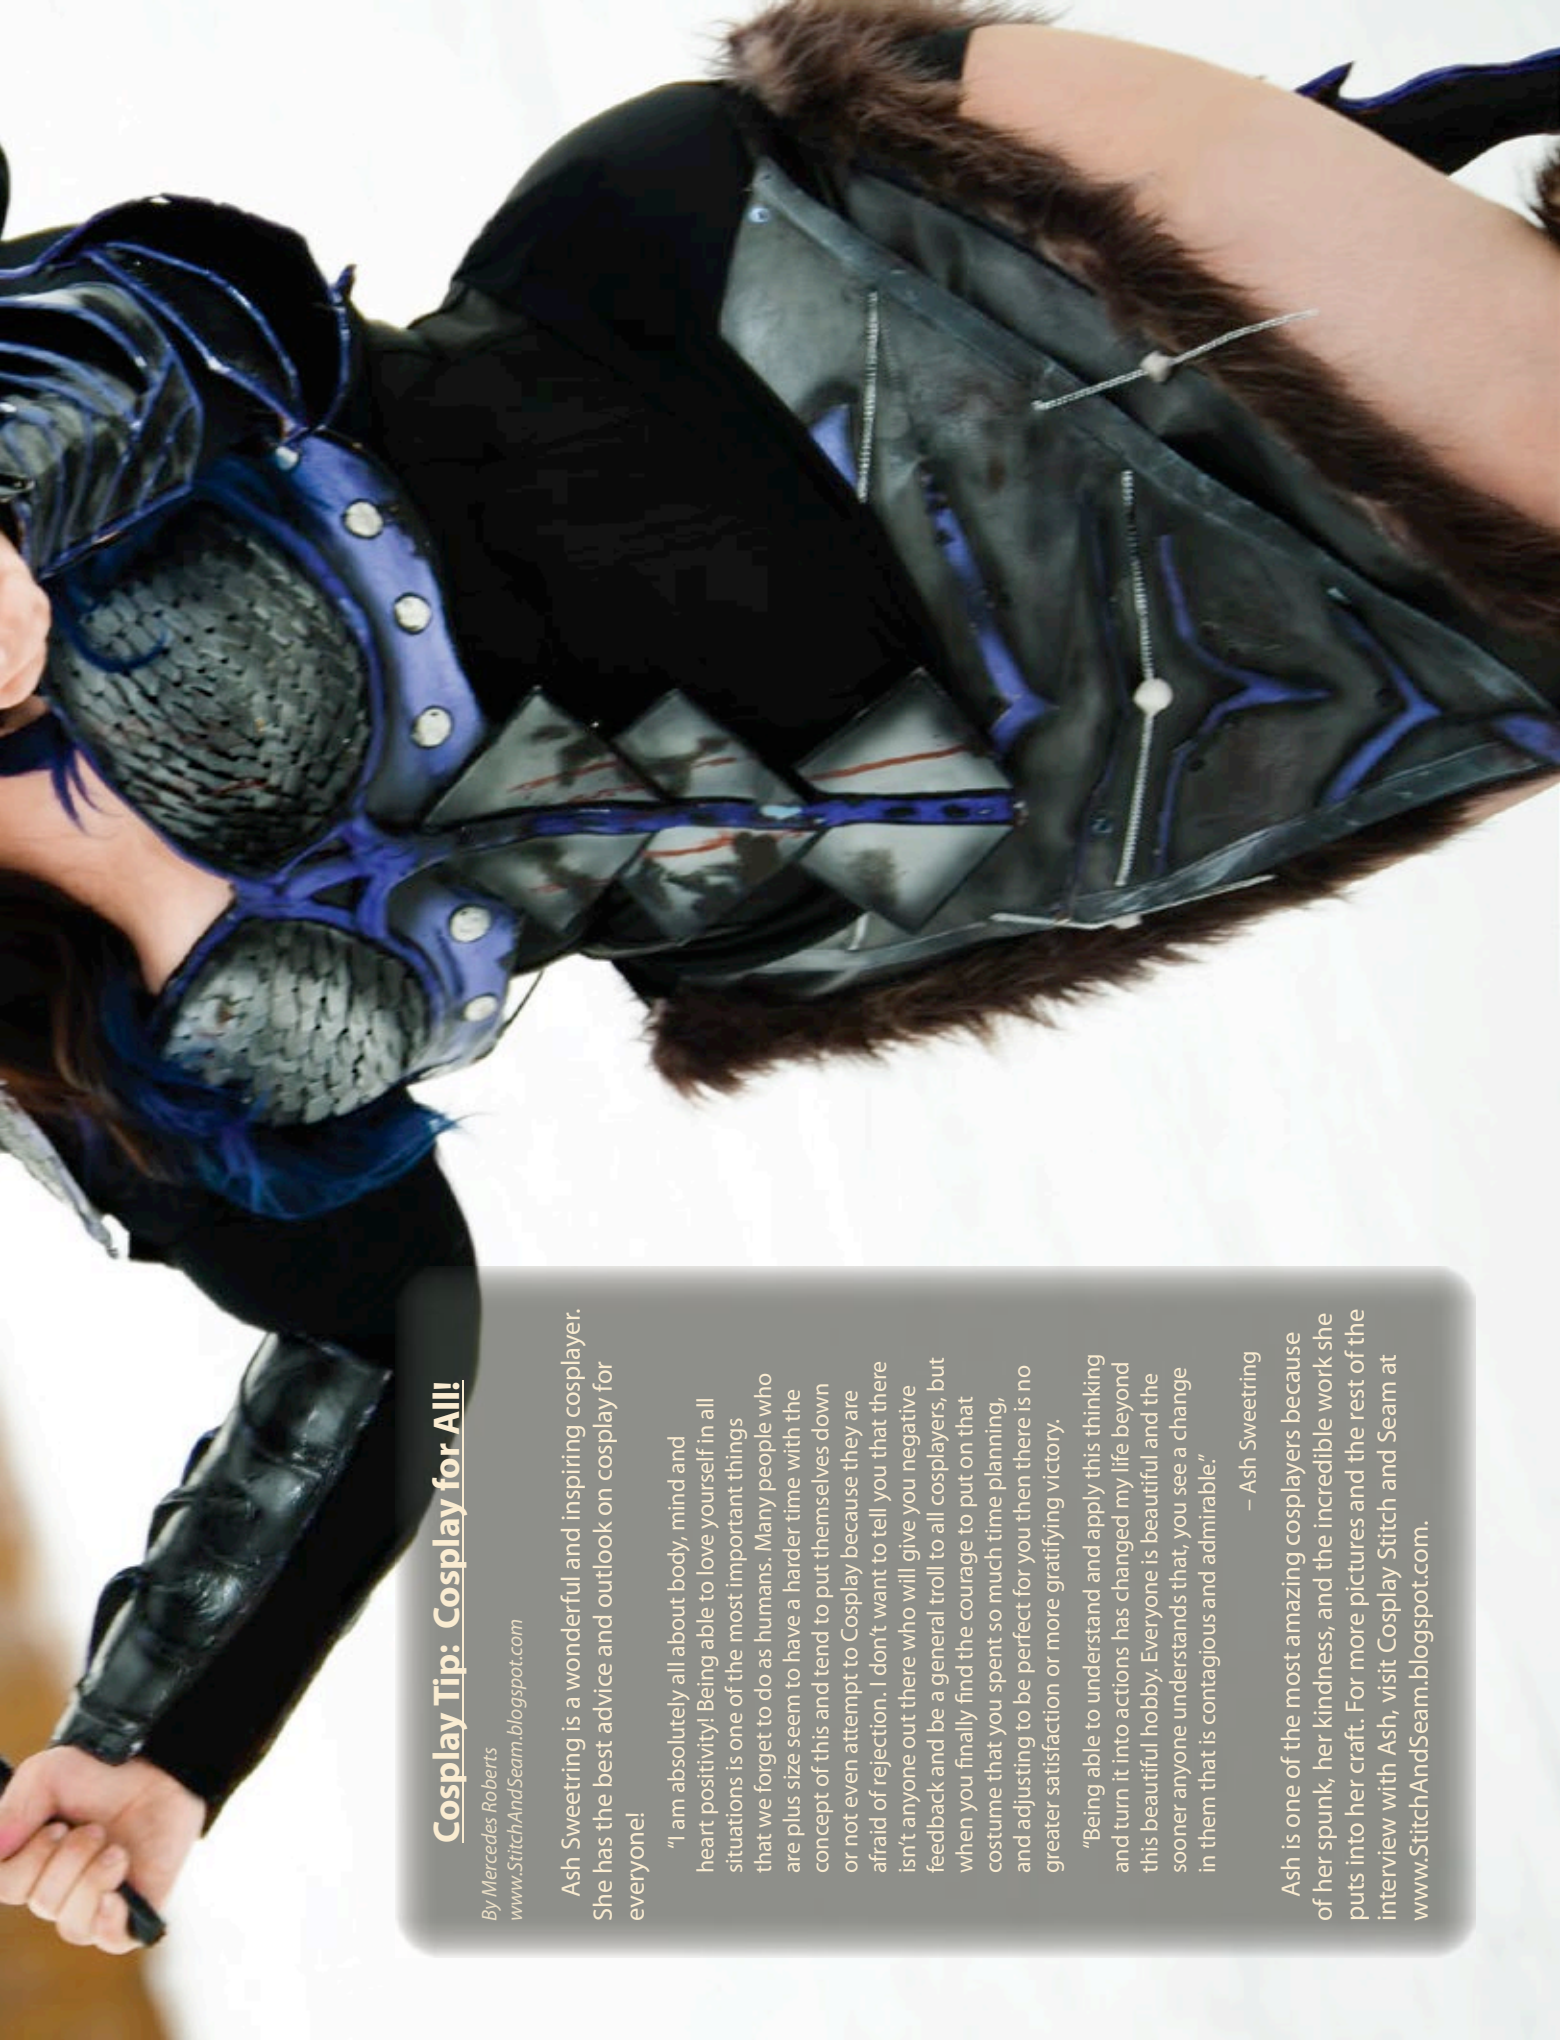 Cosplay Tip:  Cosplay for All!
By Mercedes Roberts
www.StitchAndSeam.blogspot.com
Ash Sweetring is a wonderful and inspiring cosplayer.
She has the best advice and outlook on cosplay for
everyone!
“I am absolutely all about body, mind and
heart positivity! Being able to love yourself in all
situations is one of the most important things
that we forget to do as humans. Many people who
are plus size seem to have a harder time with the
concept of this and tend to put themselves down
or not even attempt to Cosplay because they are
afraid of rejection. I don’t want to tell you that there
isn’t anyone out there who will give you negative
feedback and be a general troll to all cosplayers, but
when you finally find the courage to put on that
costume that you spent so much time planning,
and adjusting to be perfect for you then there is no
greater satisfaction or more gratifying victory.
“Being able to understand and apply this thinking
and turn it into actions has changed my life beyond
this beautiful hobby. Everyone is beautiful and the
sooner anyone understands that, you see a change
in them that is contagious and admirable.”
– Ash Sweetring
Ash is one of the most amazing cosplayers because
of her spunk, her kindness, and the incredible work she
puts into her craft. For more pictures and the rest of the
interview with Ash, visit Cosplay Stitch and Seam at
www.StitchAndSeam.blogspot.com.